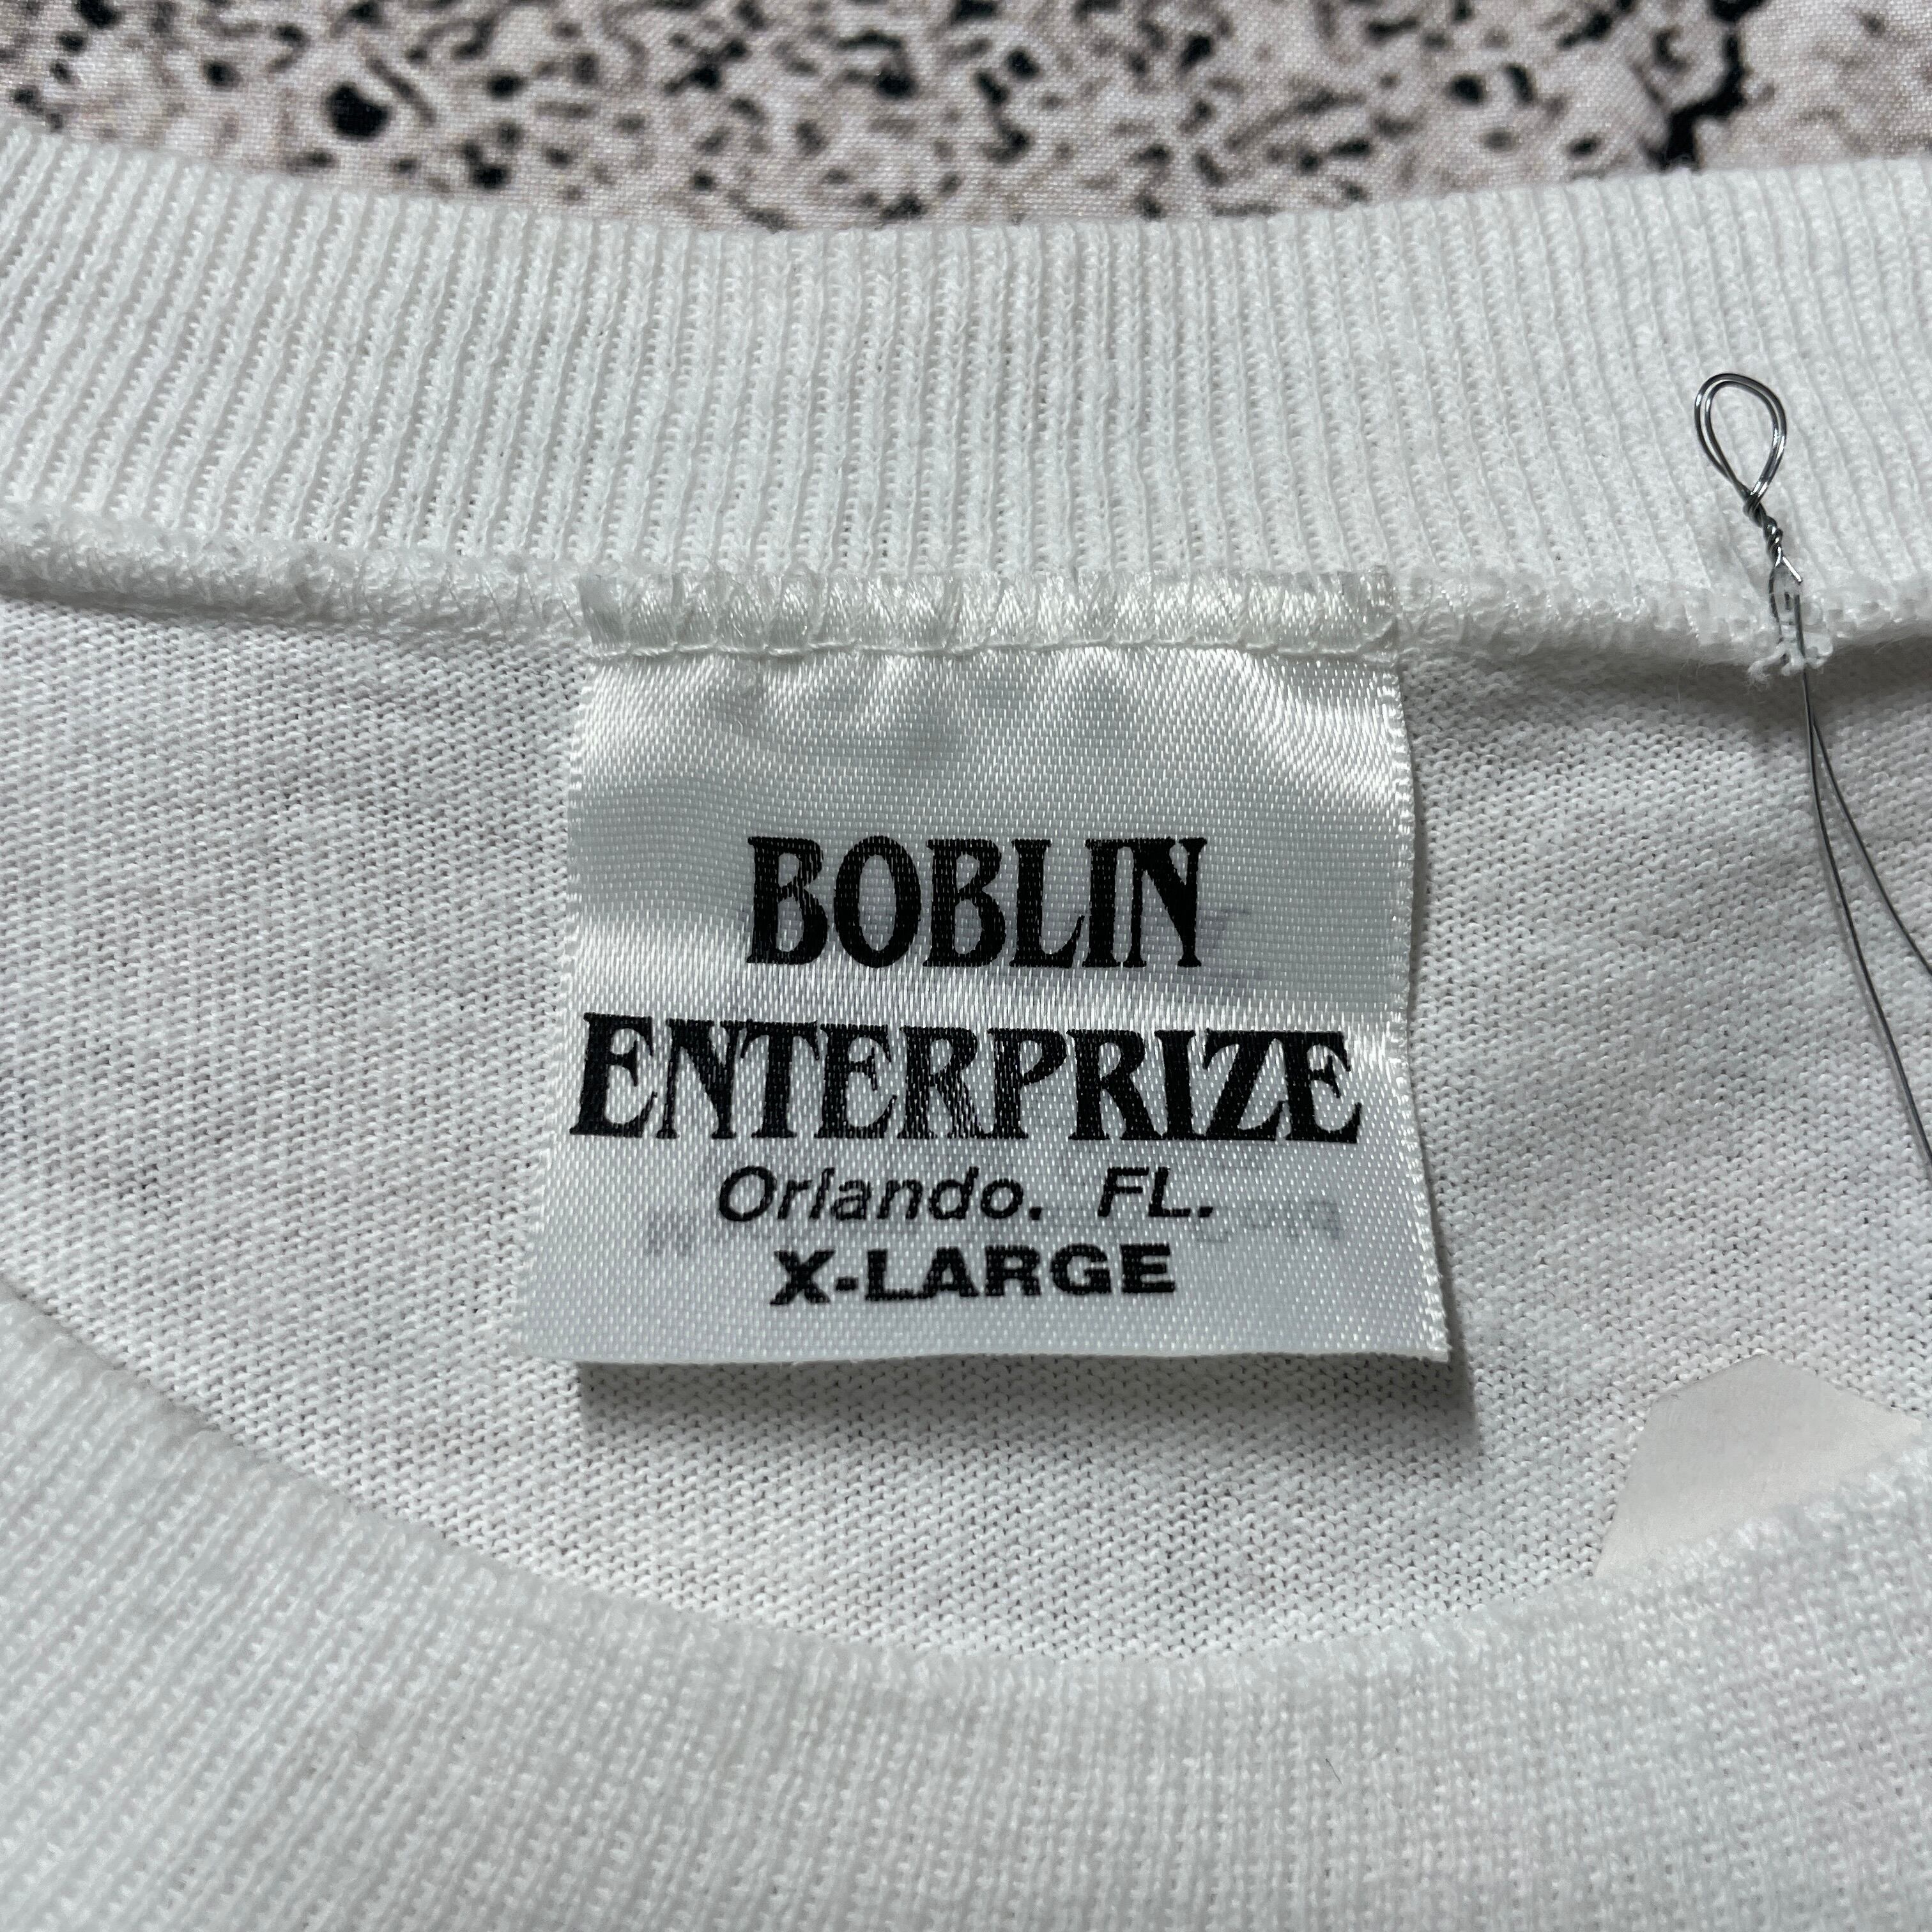 BOBLIN
ENTERPRIZE
Orlando. FL.
X-LARGE